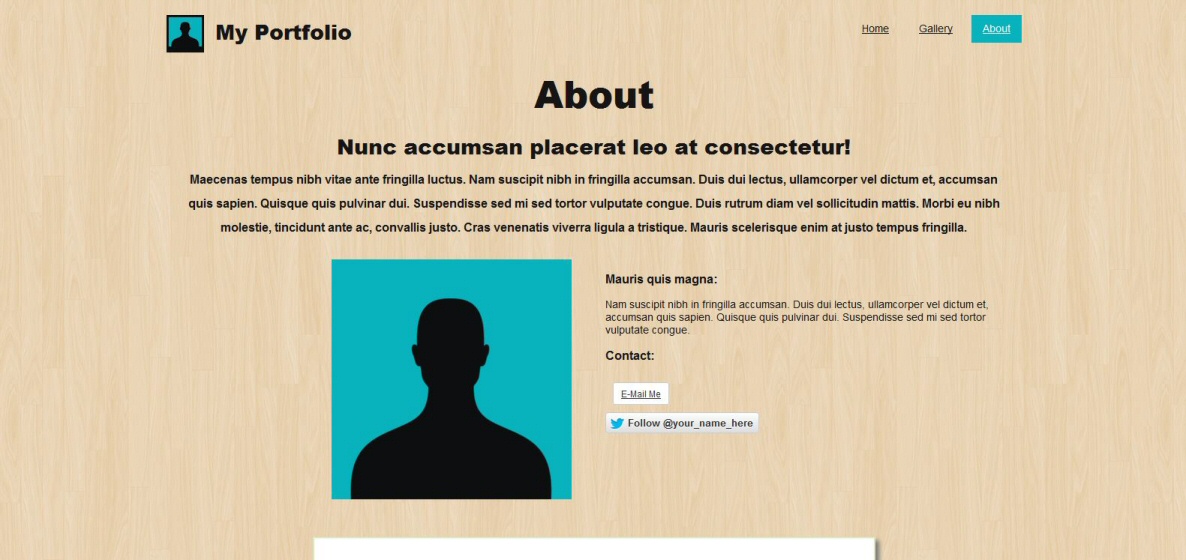 My Portfolio
Home Gallery About
About
Nunc accumsan placerat leo at consectetur!
Maecenas tempus nibh vitae ante fringilla luctus. Nam suscipit nibh in fringilla accumsan. Duis dui lectus, ullamcorper vel dictum et, accumsan
quis sapien. Quisque quis pulvinar dui. Suspendisse sed mi sed tortor vulputate congue. Duis rutrum diam vel sollicitudin mattis. Morbi eu nibh
molestie, tincidunt ante ac, convallis justo. Cras venenatis viverra ligula a tristique. Mauris scelerisque enim at justo tempus fringilla.
Mauris quis magna:
Nam suscipit nibh in fringilla accumsan. Duis dui lectus, ullamcorper vel dictum et,
accumsan quis sapien. Quisque quis pulvinar dui. Suspendisse sed mi sed tortor
vulputate congue.
Contact:
E-Mail Me
Follow @your_name_here